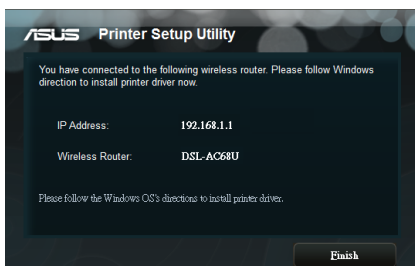 ASUS Printer Setup Utility
You have connected to the following wireless router. Please follow Windows
direction to install printer driver now.
IP Address: 192.168.1.1
Wireless Router: DSL-AC68U
Please follow the Windows OS's directions to install printer driver.
Finish